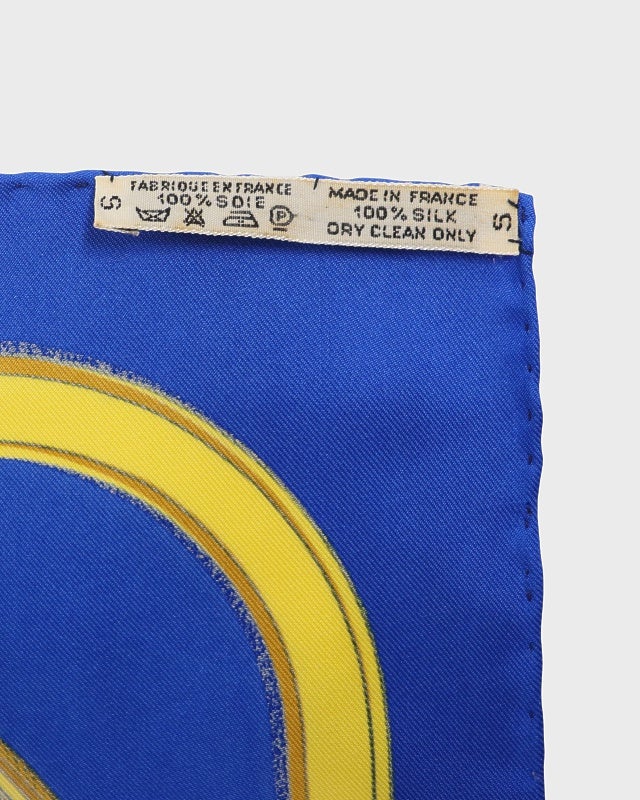 S
FABRIQUE EN FRANCE
100% SOIE
P
MADE IN FRANCE
100% SILK
DRY CLEAN ONLY
S